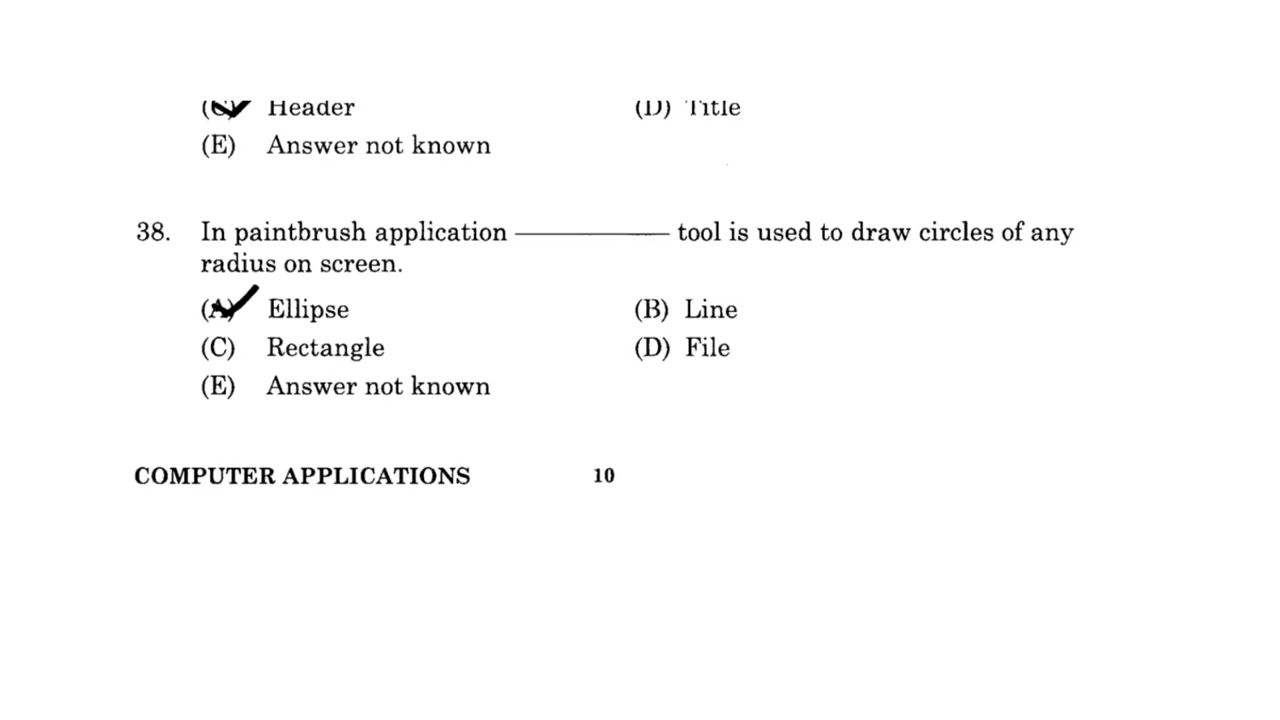 (C) Header (D) Title
(E) Answer not known
38. In paintbrush application ———— tool is used to draw circles of any
radius on screen.
(A) Ellipse (B) Line
(C) Rectangle (D) File
(E) Answer not known
COMPUTER APPLICATIONS 10